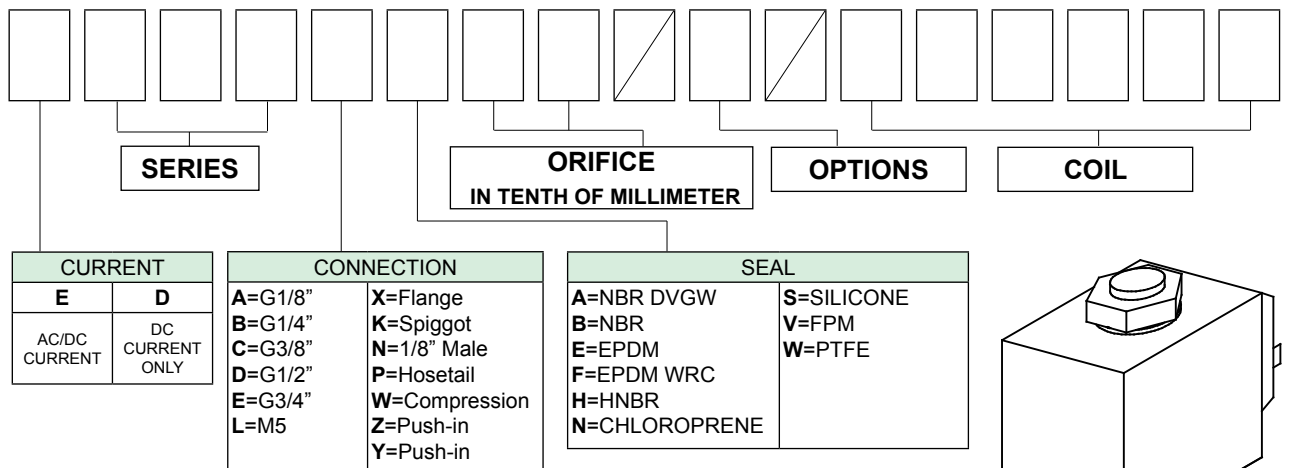 SERIES
ORIFICE
IN TENTH OF MILLIMETER
OPTIONS
COIL
CURRENT
E D
AC/DC
CURRENT
DC
CURRENT
ONLY
CONNECTION
A=G1/8”
B=G1/4”
C=G3/8”
D=G1/2”
E=G3/4”
L=M5
X=Flange
K=Spiggot
N=1/8” Male
P=Hosetail
W=Compression
Z=Push-in
Y=Push-in
SEAL
A=NBR DVGW
B=NBR
E=EPDM
F=EPDM WRC
H=HNBR
N=CHLOROPRENE
S=SILICONE
V=FPM
W=PTFE